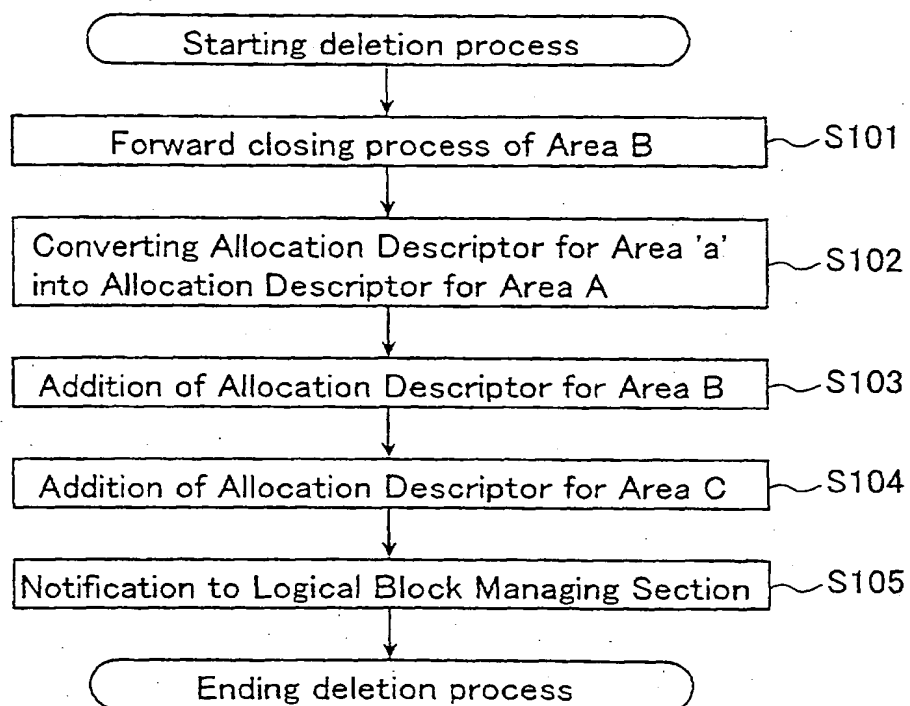 Starting deletion process
Forward closing process of Area B
S101
Converting Allocation Descriptor for Area 'a'
into Allocation Descriptor for Area A
S102
Addition of Allocation Descriptor for Area B
S103
Addition of Allocation Descriptor for Area C
S104
Notification to Logical Block Managing Section
S105
Ending deletion process